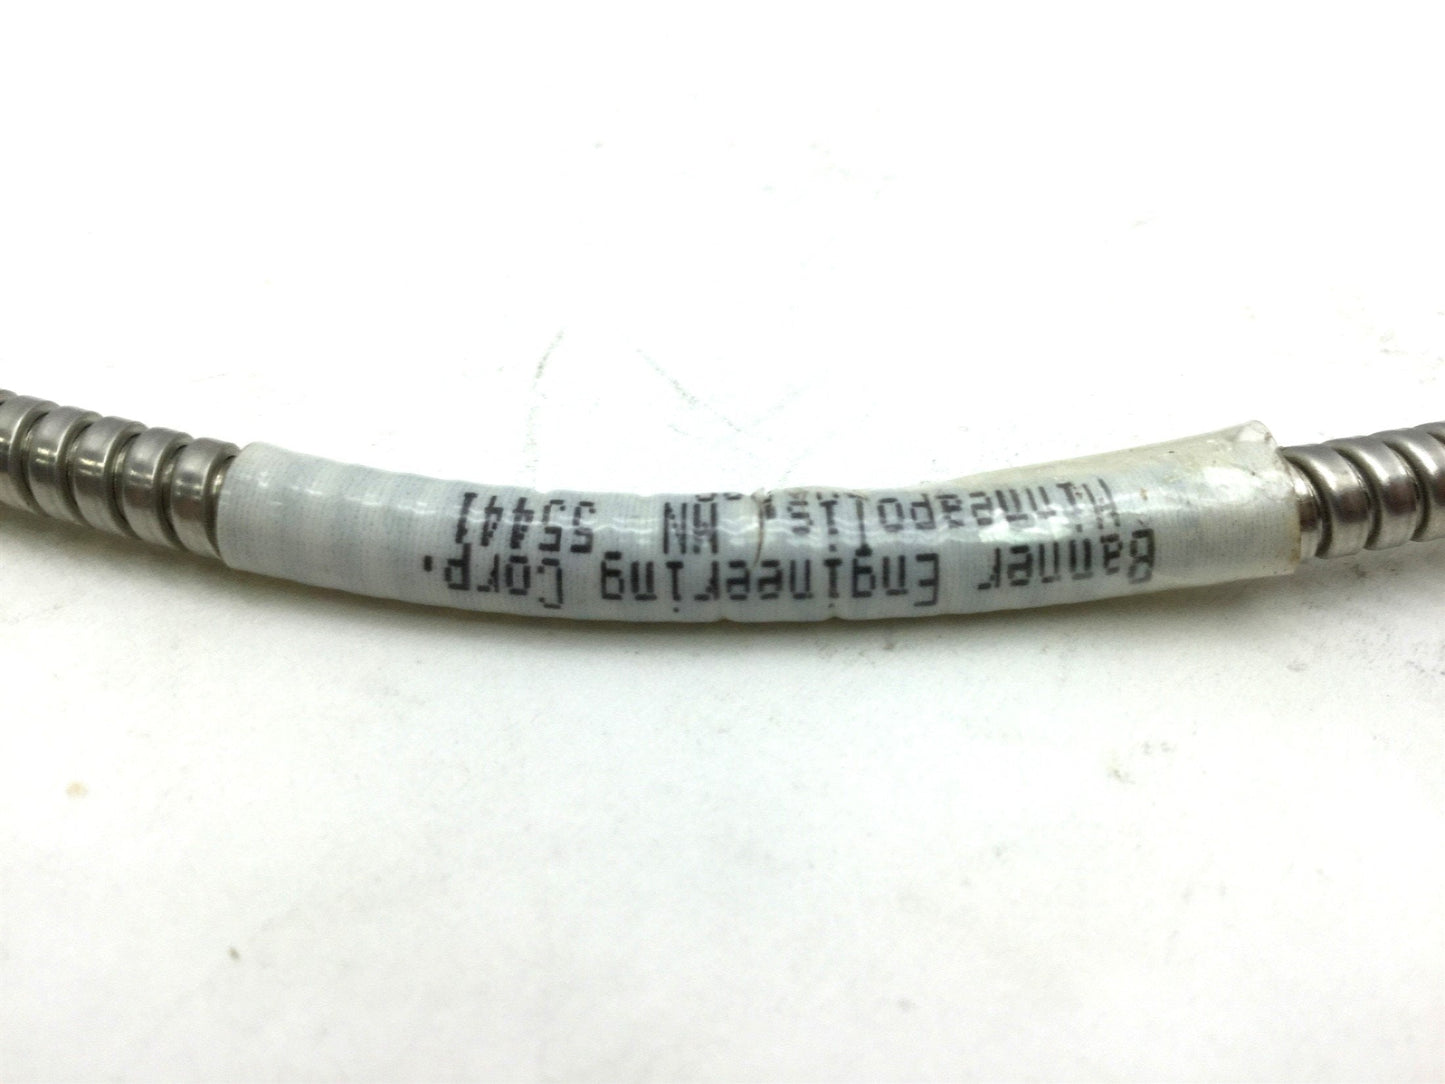 Banner Engineering Corp.
Minneapolis, MN 55441